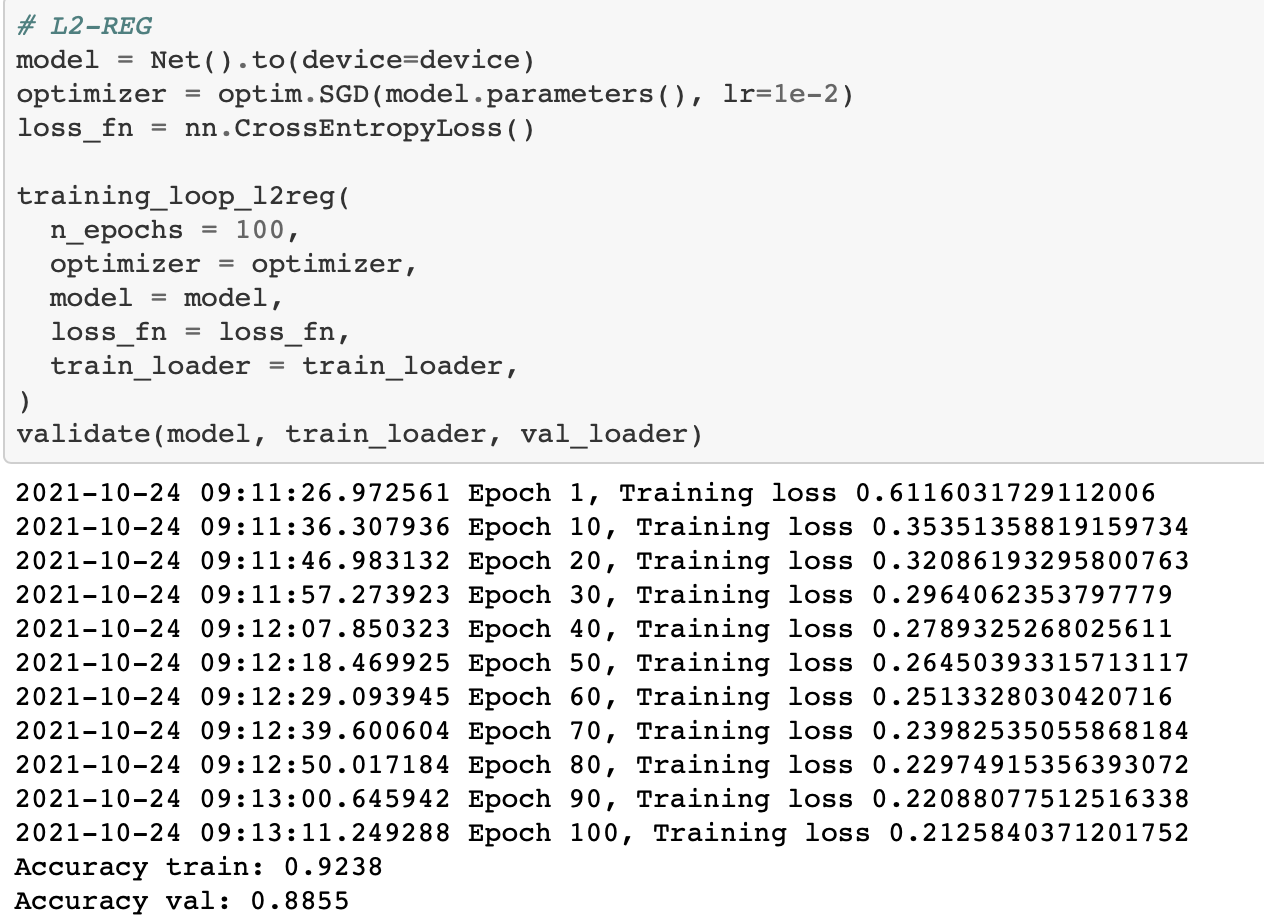 # L2-REG
model = Net().to(device=device)
optimizer = optim.SGD(model.parameters(), lr=1e-2)
loss_fn = nn.CrossEntropyLoss()

training_loop_l2reg(
  n_epochs = 100,
  optimizer = optimizer,
  model = model,
  loss_fn = loss_fn,
  train_loader = train_loader,
)
validate(model, train_loader, val_loader)
2021-10-24 09:11:26.972561 Epoch 1, Training loss 0.6116031729112006
2021-10-24 09:11:36.307936 Epoch 10, Training loss 0.35351358819159734
2021-10-24 09:11:46.983132 Epoch 20, Training loss 0.32086193295800763
2021-10-24 09:11:57.273923 Epoch 30, Training loss 0.2964062353797779
2021-10-24 09:12:07.850323 Epoch 40, Training loss 0.2789325268025611
2021-10-24 09:12:18.469925 Epoch 50, Training loss 0.26450393315713117
2021-10-24 09:12:29.093945 Epoch 60, Training loss 0.2513328030420716
2021-10-24 09:12:39.600604 Epoch 70, Training loss 0.23982535055868184
2021-10-24 09:12:50.017184 Epoch 80, Training loss 0.22974915356393072
2021-10-24 09:13:00.645942 Epoch 90, Training loss 0.22088077512516338
2021-10-24 09:13:11.249288 Epoch 100, Training loss 0.2125840371201752
Accuracy train: 0.9238
Accuracy val: 0.8855